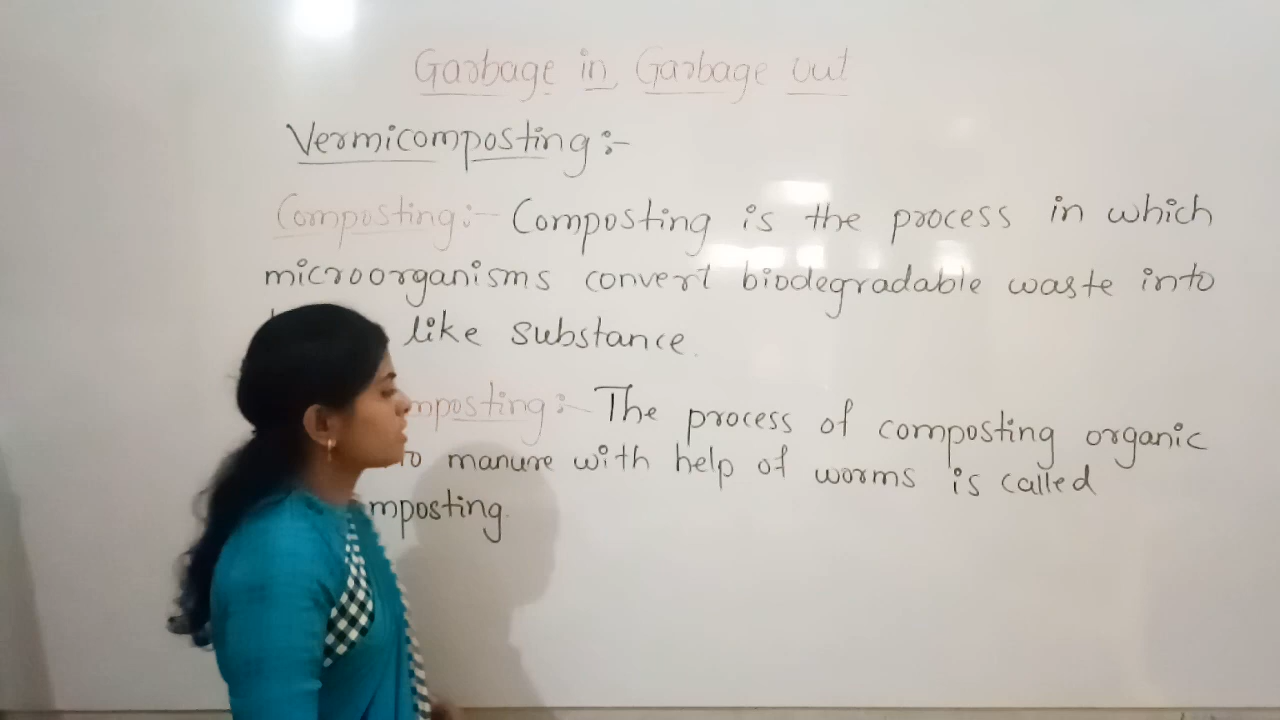 Garbage in Garbage out
Vermicomposting :-
Composting :- Composting is the process in which
microorganisms convert biodegradable waste into
like substance.
mposting :- The process of composting organic
to manure with help of worms is called
mposting.